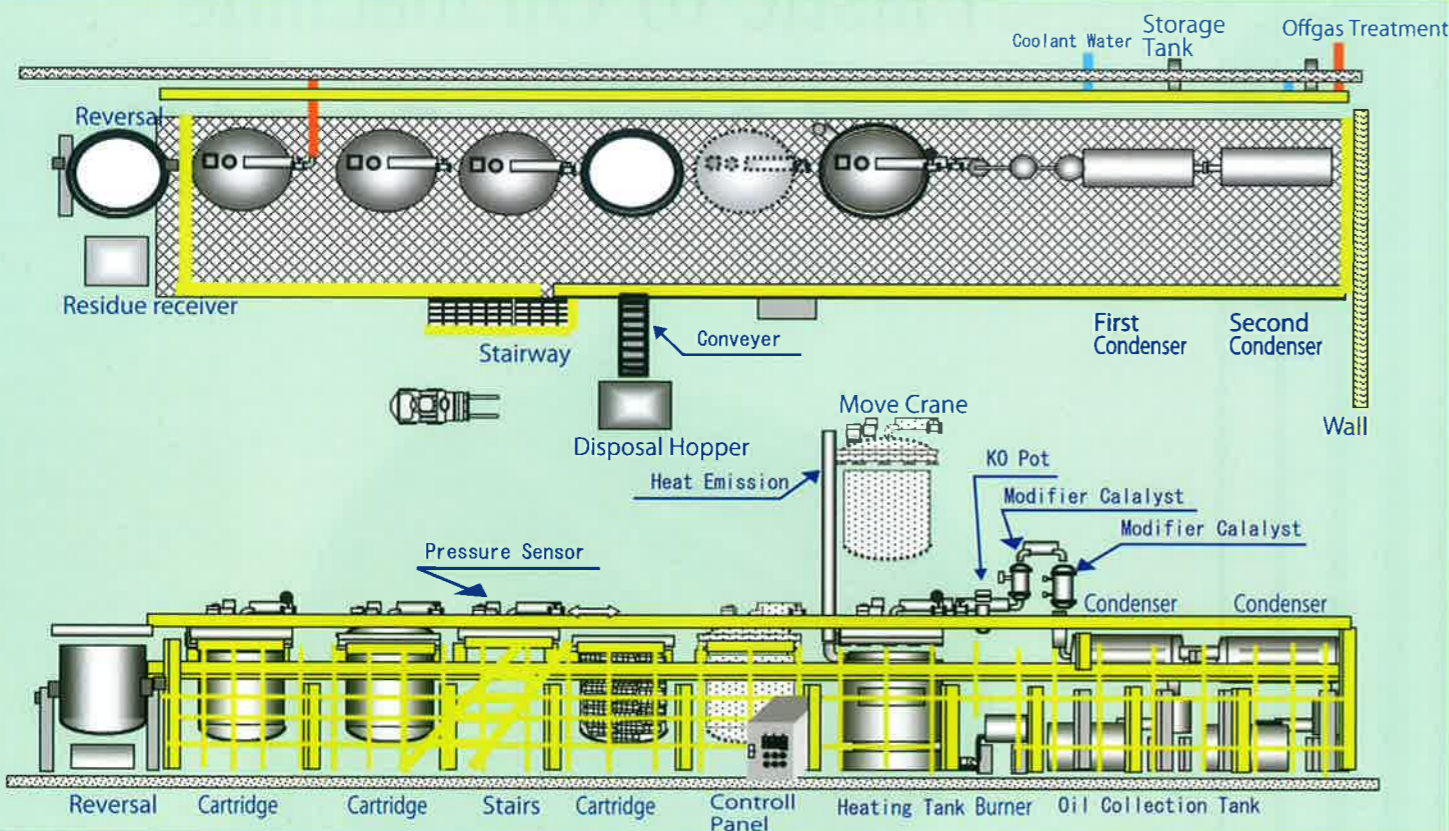 Coolant Water
Storage
Tank
Offgas Treatment
Reversal
Residue receiver
Stairway
Conveyer
Disposal Hopper
First
Condenser
Second
Condenser
Wall
Move Crane
Heat Emission
KO Pot
Modifier Calalyst
Modifier Calalyst
Pressure Sensor
Condenser
Condenser
Reversal
Cartridge
Cartridge
Stairs
Cartridge
Controll
Panel
Heating Tank
Burner
Oil Collection Tank